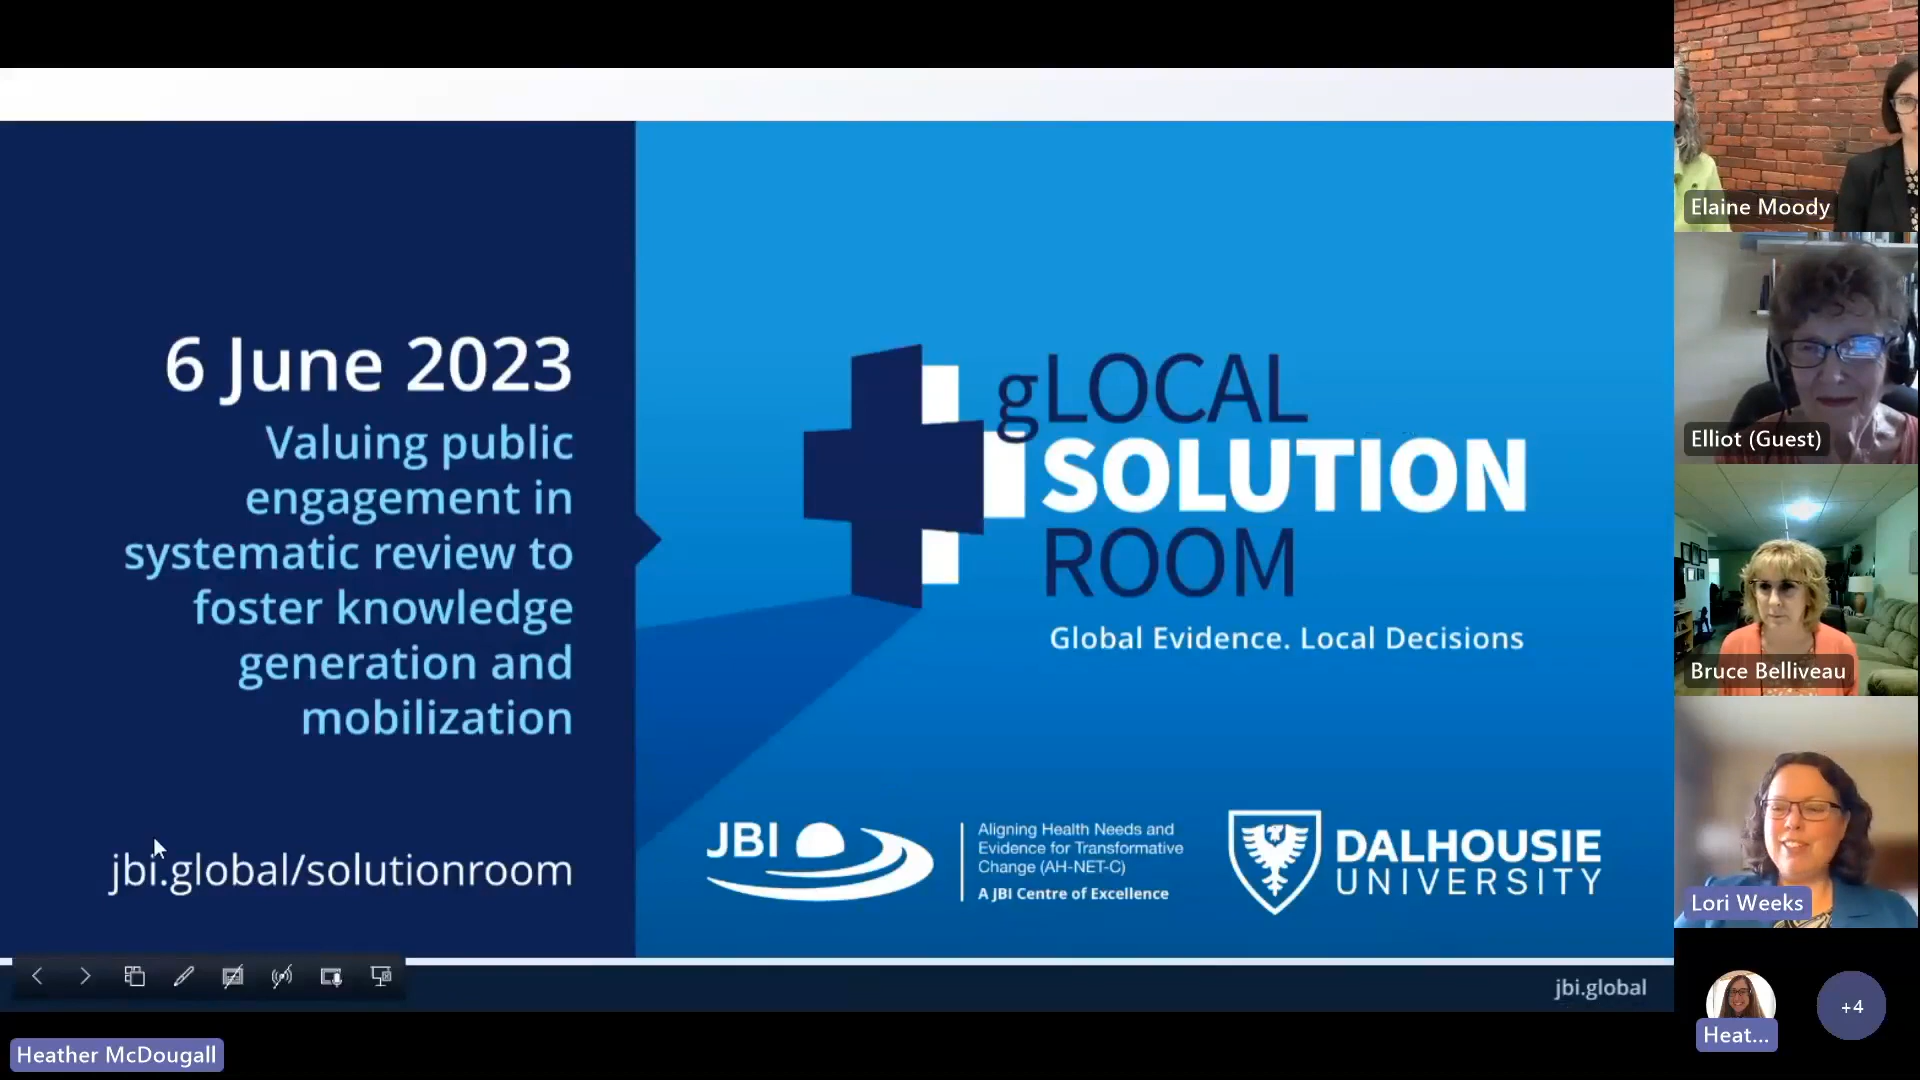 6 June 2023
Valuing public
engagement in
systematic review to
foster knowledge
generation and
mobilization
jbi.global/solutionroom
gLOCAL
SOLUTION
ROOM
Global Evidence. Local Decisions
JBI
Aligning Health Needs and
Evidence for Transformative
Change (AH-NET-C)
A JBI Centre of Excellence
DALHOUSIE
UNIVERSITY
jbi.global
Heather McDougall
Elaine Moody
Elliot (Guest)
Bruce Belliveau
Lori Weeks
Heat...
+4